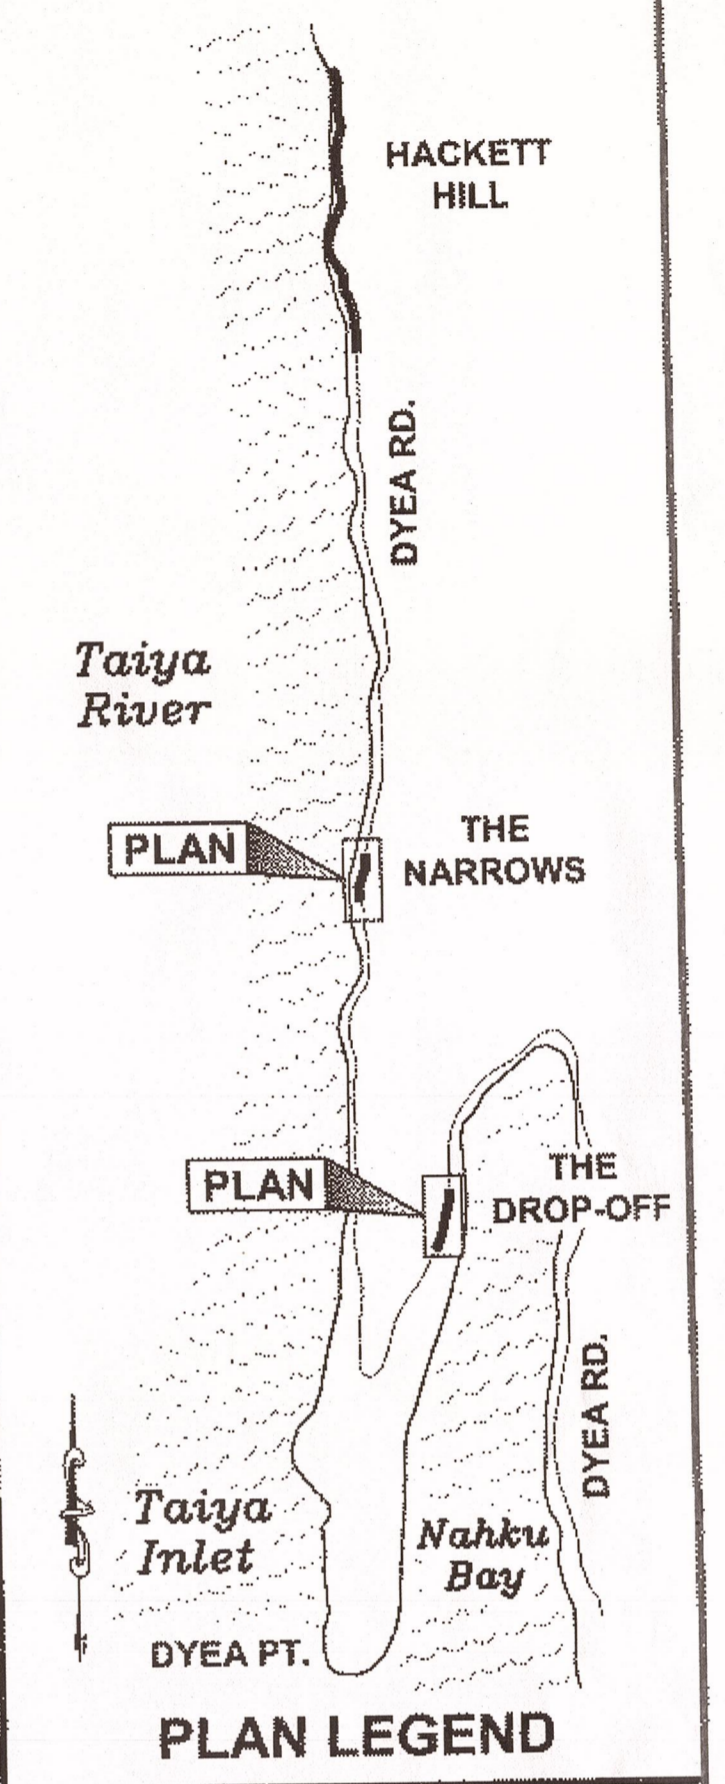 HACKETT
HILL
DYEA RD.
Taiya
River
PLAN
THE
NARROWS
PLAN
THE
DROP-OFF
DYEA RD.
Taiya
Inlet
Nahku
Bay
DYEA PT.
PLAN LEGEND